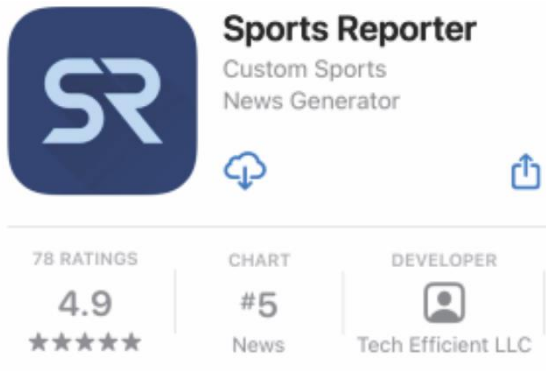 SR
Sports Reporter
Custom Sports
News Generator
78 RATINGS
4.9
CHART
#5
News
DEVELOPER
Tech Efficient LLC